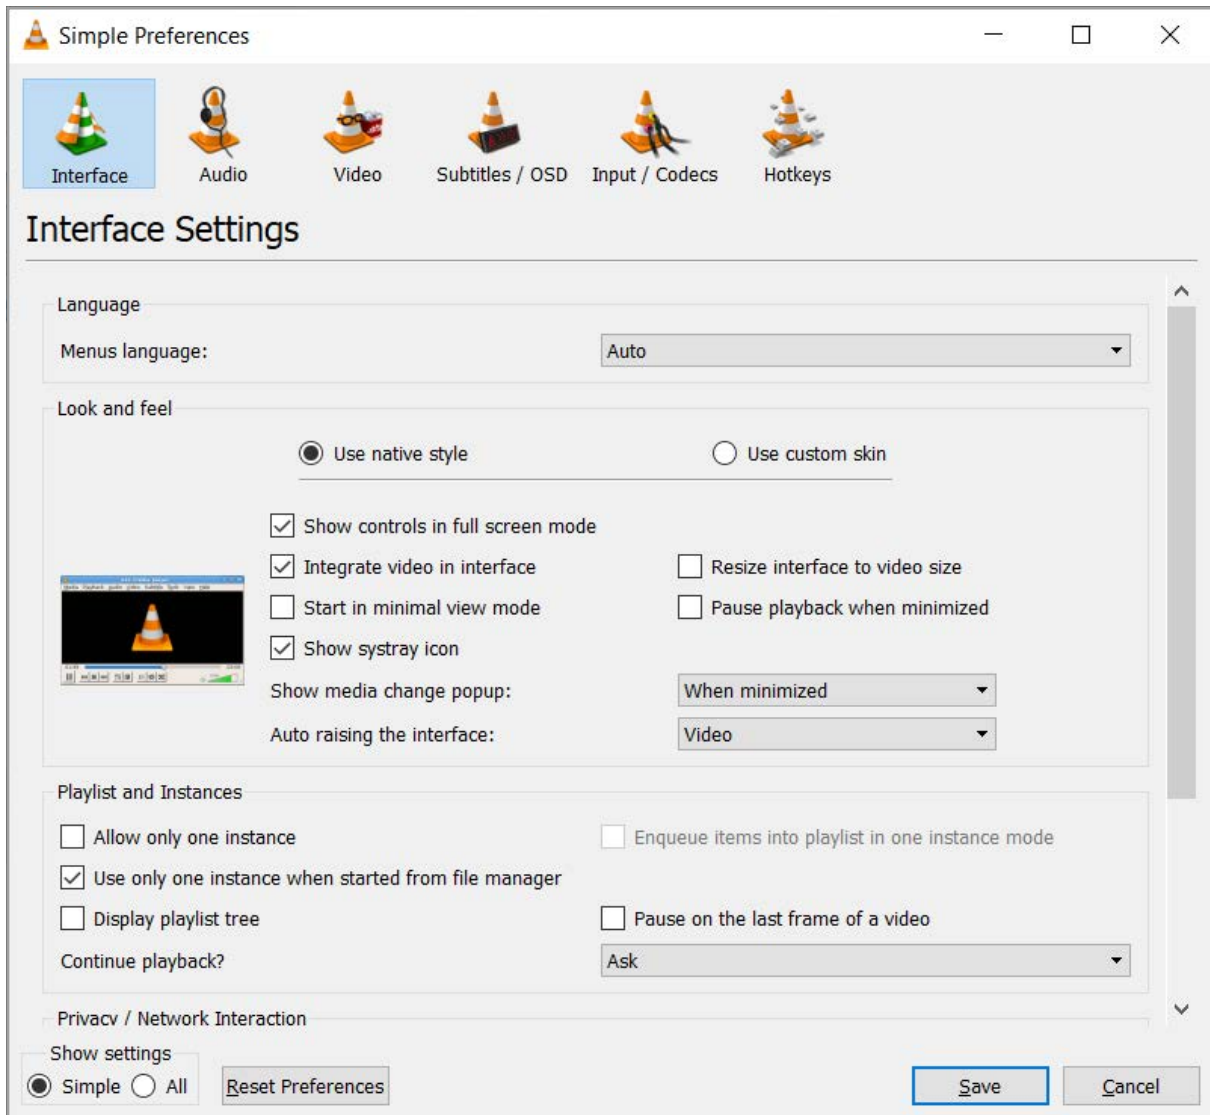 Simple Preferences
Interface
Audio
Video
Subtitles / OSD
Input / Codecs
Hotkeys
Interface Settings
Language
Menus language:
Auto
Look and feel
Use native style
Use custom skin
Show controls in full screen mode
Integrate video in interface
Resize interface to video size
Start in minimal view mode
Pause playback when minimized
Show systray icon
Show media change popup:
When minimized
Auto raising the interface:
Video
Playlist and Instances
Allow only one instance
Enqueue items into playlist in one instance mode
Use only one instance when started from file manager
Display playlist tree
Pause on the last frame of a video
Continue playback?
Ask
Privacy / Network Interaction
Show settings
Simple
All
Reset Preferences
Save
Cancel